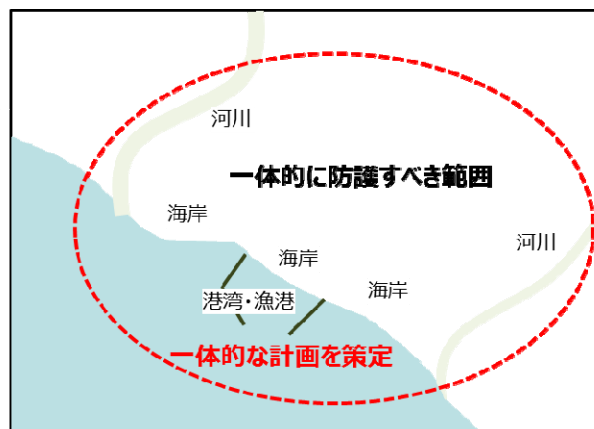 河川
一体的に防護すべき範囲
海岸
河川
海岸
海岸
港湾・漁港
一体的な計画を策定